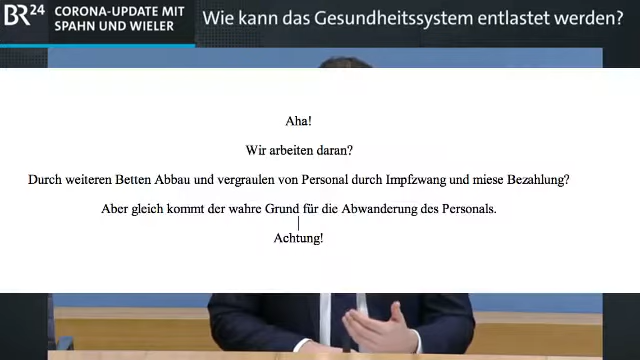 BR24
CORONA-UPDATE MIT
SPAHN UND WIELER
Wie kann das Gesundheitssystem entlastet werden?
Aha!
Wir arbeiten daran?
Durch weiteren Betten Abbau und vergraulen von Personal durch Impfzwang und miese Bezahlung?
Aber gleich kommt der wahre Grund für die Abwanderung des Personals.
Achtung!